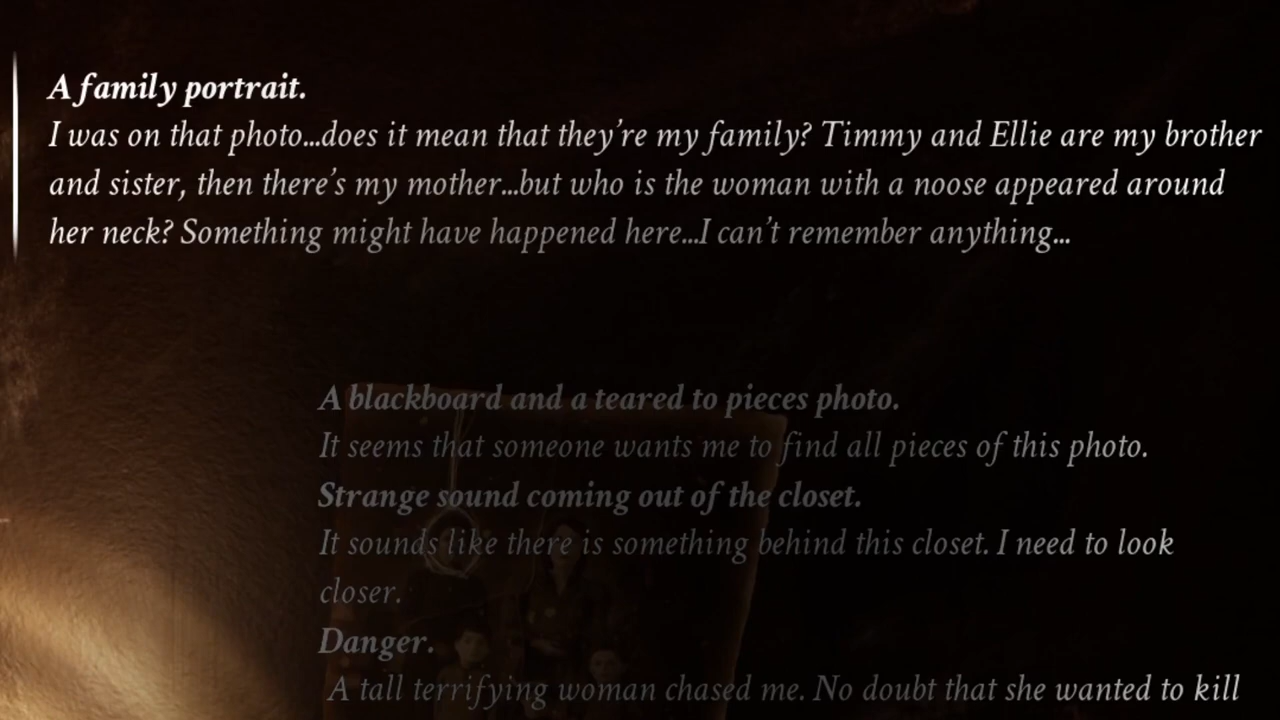 A family portrait.
I was on that photo...does it mean that they're my family? Timmy and Ellie are my brother
and sister, then there's my mother...but who is the woman with a noose appeared around
her neck? Something might have happened here...I can't remember anything...
A blackboard and a teared to pieces photo.
It seems that someone wants me to find all pieces of this photo.
Strange sound coming out of the closet.
It sounds like there is something behind this closet. I need to look
closer.
Danger.
A tall terrifying woman chased me. No doubt that she wanted to kill